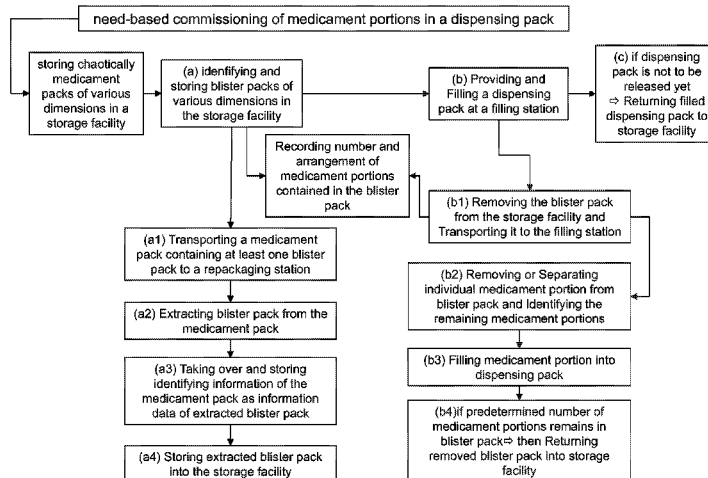 need-based commissioning of medicament portions in a dispensing pack
storing chaotically
medicament
packs of various
dimensions in a
storage facility
(a) identifying and
storing blister packs
of various
dimensions in
the storage facility
(b) Providing and
Filling a dispensing
pack at a filling station
(c) if dispensing
pack is not to be
released yet
⇨ Returning filled
dispensing pack to
storage facility
Recording number and
arrangement of
medicament portions
contained in the blister
pack
(b1) Removing the blister pack
from the storage facility and
Transporting it to the filling station
(a1) Transporting a medicament
pack containing at least one blister
pack to a repackaging station
(b2) Removing or Separating
individual medicament portion from
blister pack and Identifying the
remaining medicament portions
(a2) Extracting blister pack from the
medicament pack
(b3) Filling medicament portion into
dispensing pack
(a3) Taking over and storing
identifying information of the
medicament pack as information
data of extracted blister pack
(b4)if predetermined number of
medicament portions remains in
blister pack⇨ then Returning
removed blister pack into storage
facility
(a4) Storing extracted blister pack
into the storage facility